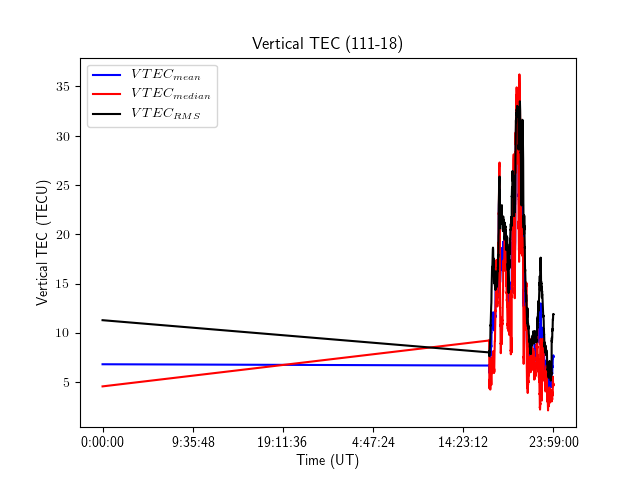 Vertical TEC (111-18)
VTEC_mean
VTEC_median
VTEC_RMS
Vertical TEC (TECU)
35
30
25
20
15
10
5
0:00:00 9:35:48 19:11:36 4:47:24 14:23:12 23:59:00
Time (UT)